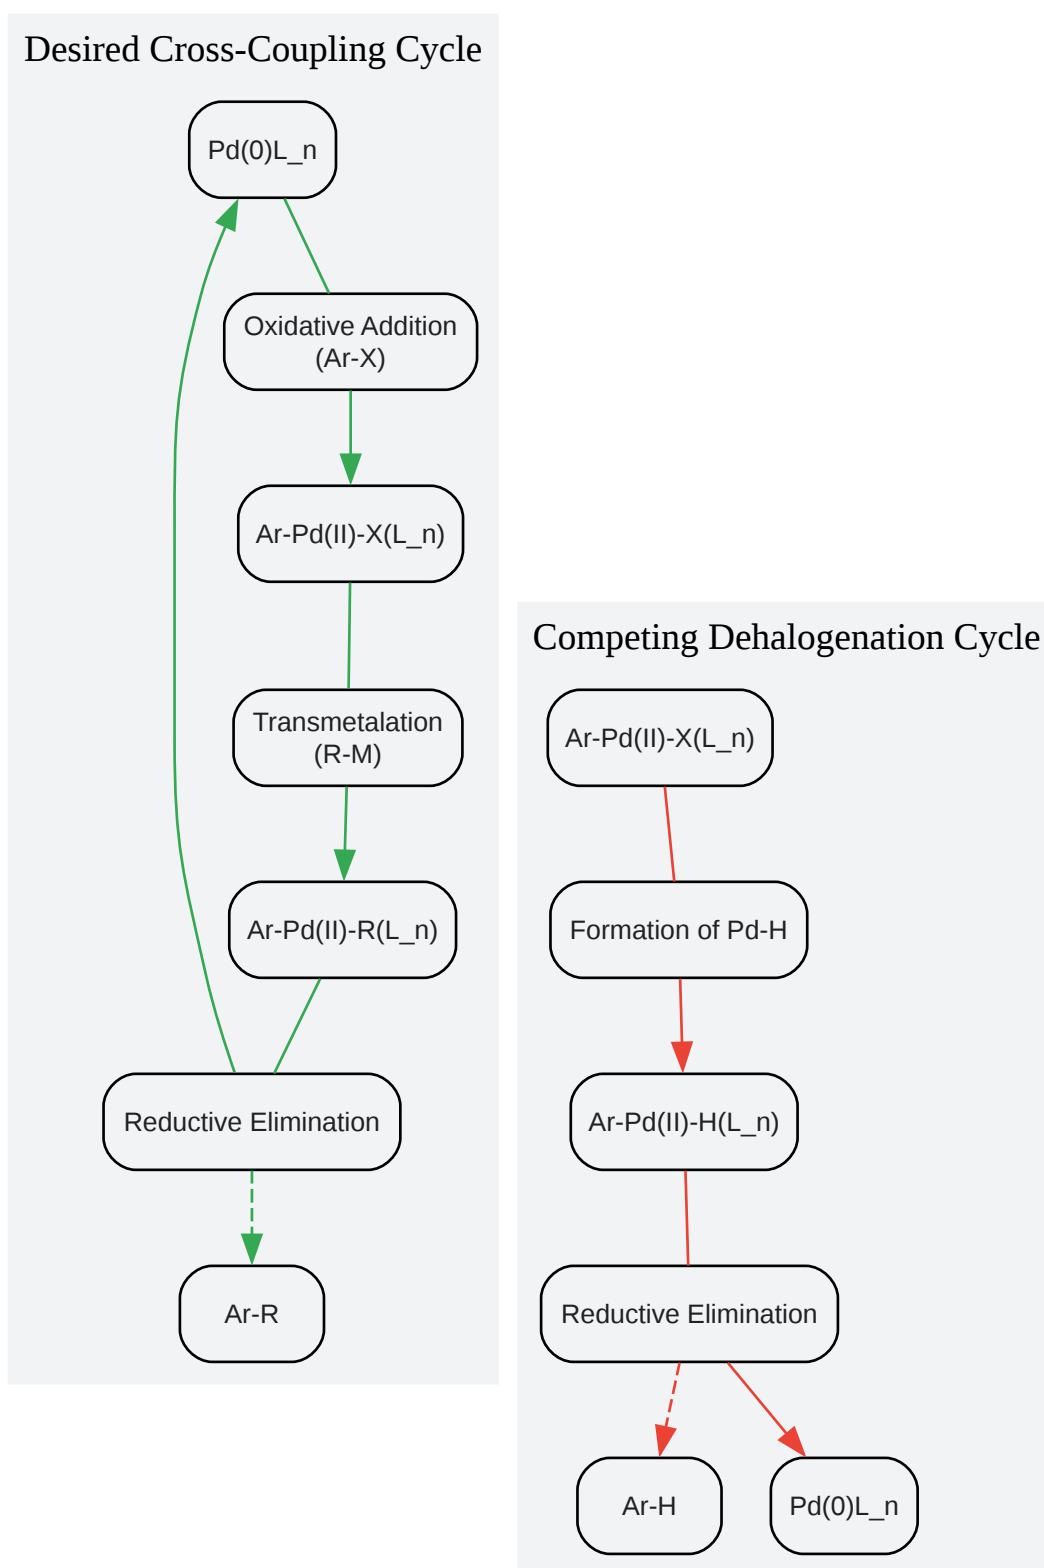 Desired Cross-Coupling Cycle
Pd(0)L_n
Oxidative Addition
(Ar-X)
Ar-Pd(II)-X(L_n)
Transmetalation
(R-M)
Ar-Pd(II)-R(L_n)
Reductive Elimination
Ar-R
Competing Dehalogenation Cycle
Ar-Pd(II)-X(L_n)
Formation of Pd-H
Ar-Pd(II)-H(L_n)
Reductive Elimination
Ar-H
Pd(0)L_n